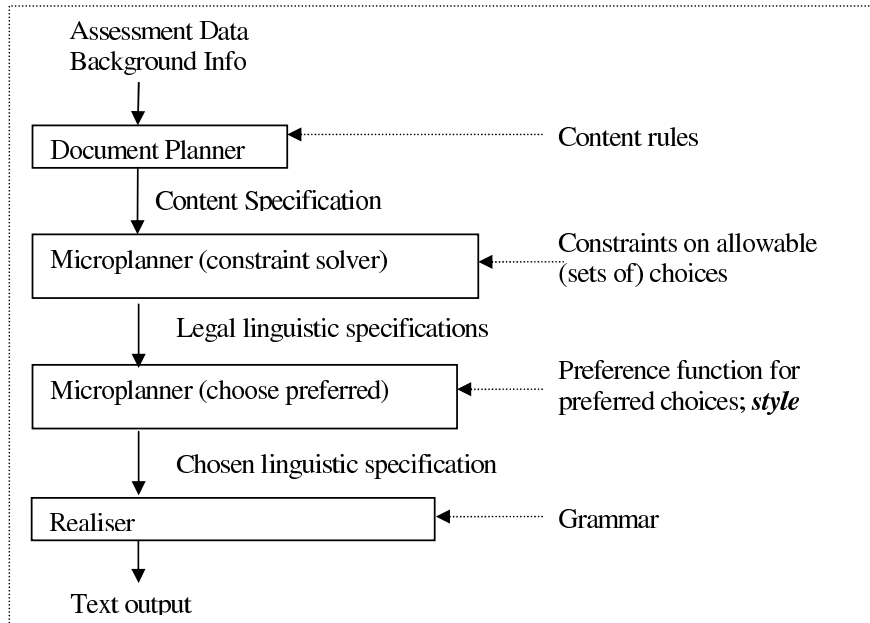 Assessment Data
Background Info
Document Planner
Content rules
Content Specification
Microplanner (constraint solver)
Constraints on allowable
(sets of) choices
Legal linguistic specifications
Microplanner (choose preferred)
Preference function for
preferred choices; style
Chosen linguistic specification
Realiser
Grammar
Text output